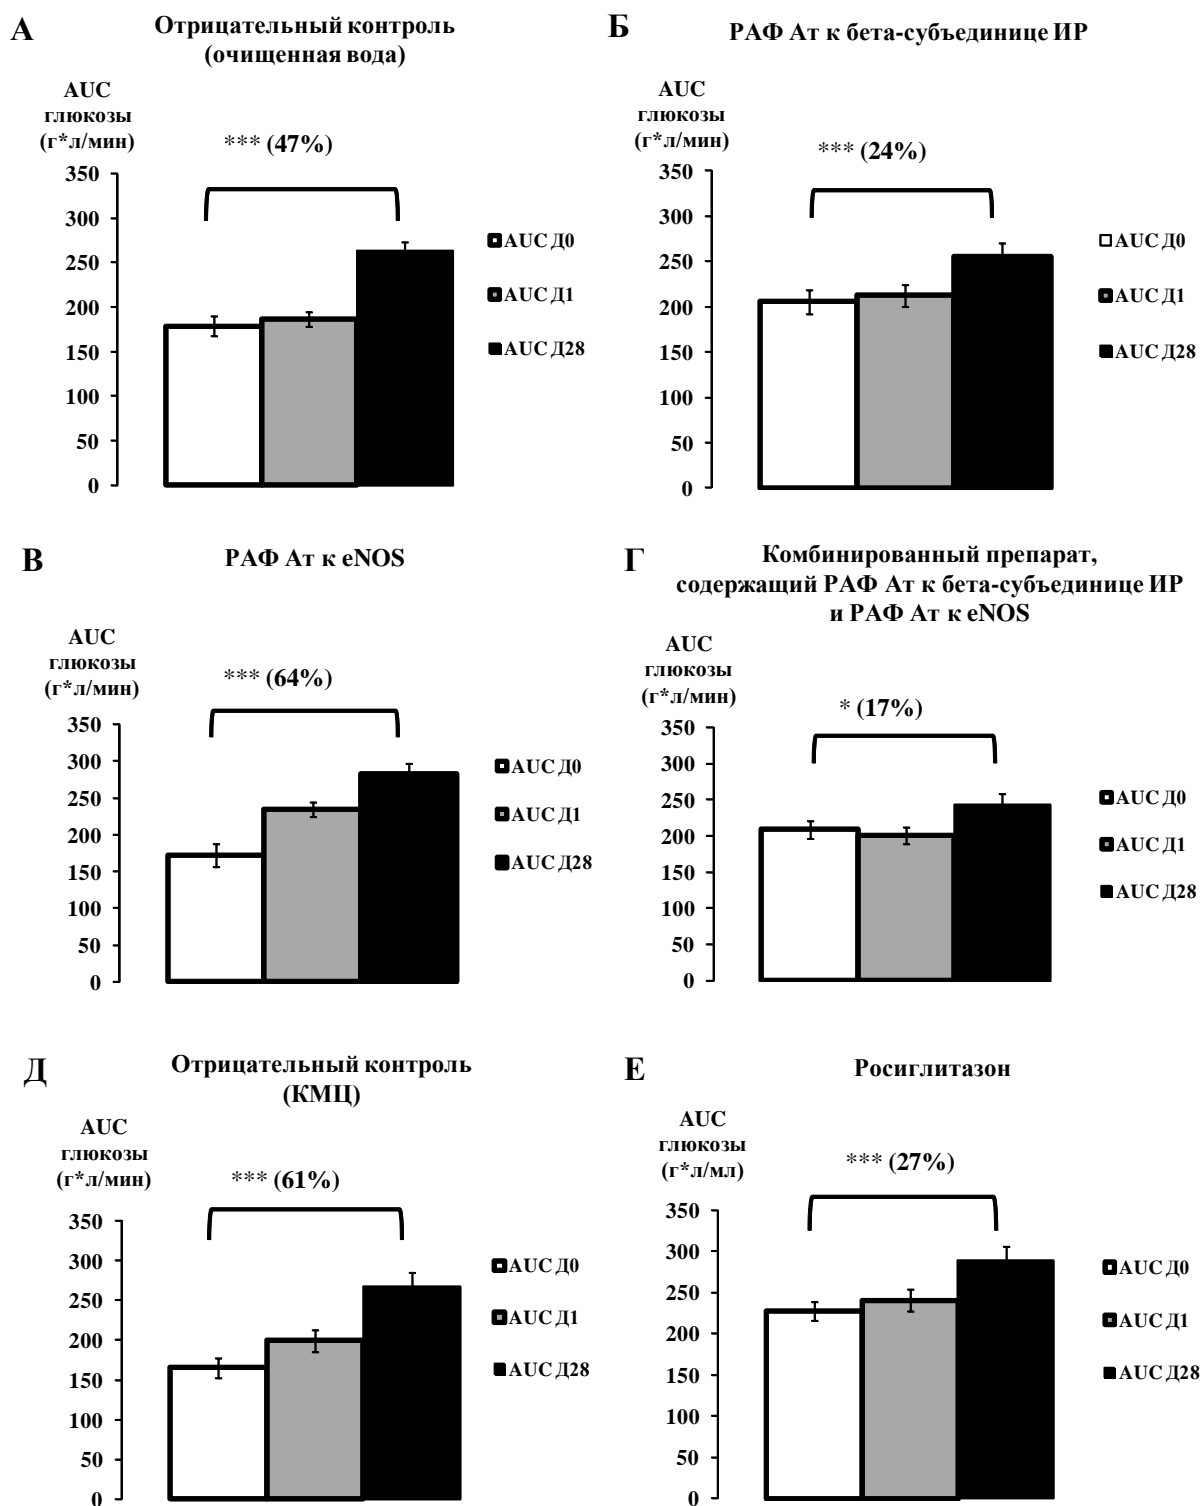 А
Отрицательный контроль
(очищенная вода)
AUC
глюкозы
(г*л/мин)
*** (47%)
350
300
250
200
150
100
50
0
AUC Д0
AUC Д1
AUC Д28
Б
РАФ Ат к бета-субъединице ИР
AUC
глюкозы
(г*л/мин)
*** (24%)
350
300
250
200
150
100
50
0
AUC Д0
AUC Д1
AUC Д28
В
РАФ Ат к eNOS
AUC
глюкозы
(г*л/мин)
*** (64%)
350
300
250
200
150
100
50
0
AUC Д0
AUC Д1
AUC Д28
Г
Комбинированный препарат,
содержащий РАФ Ат к бета-субъединице ИР
и РАФ Ат к eNOS
AUC
глюкозы
(г*л/мин)
* (17%)
350
300
250
200
150
100
50
0
AUC Д0
AUC Д1
AUC Д28
Д
Отрицательный контроль
(КМЦ)
AUC
глюкозы
(г*л/мин)
*** (61%)
350
300
250
200
150
100
50
0
AUC Д0
AUC Д1
AUC Д28
Е
Росиглитазон
AUC
глюкозы
(г*л/мл)
*** (27%)
350
300
250
200
150
100
50
0
AUC Д0
AUC Д1
AUC Д28